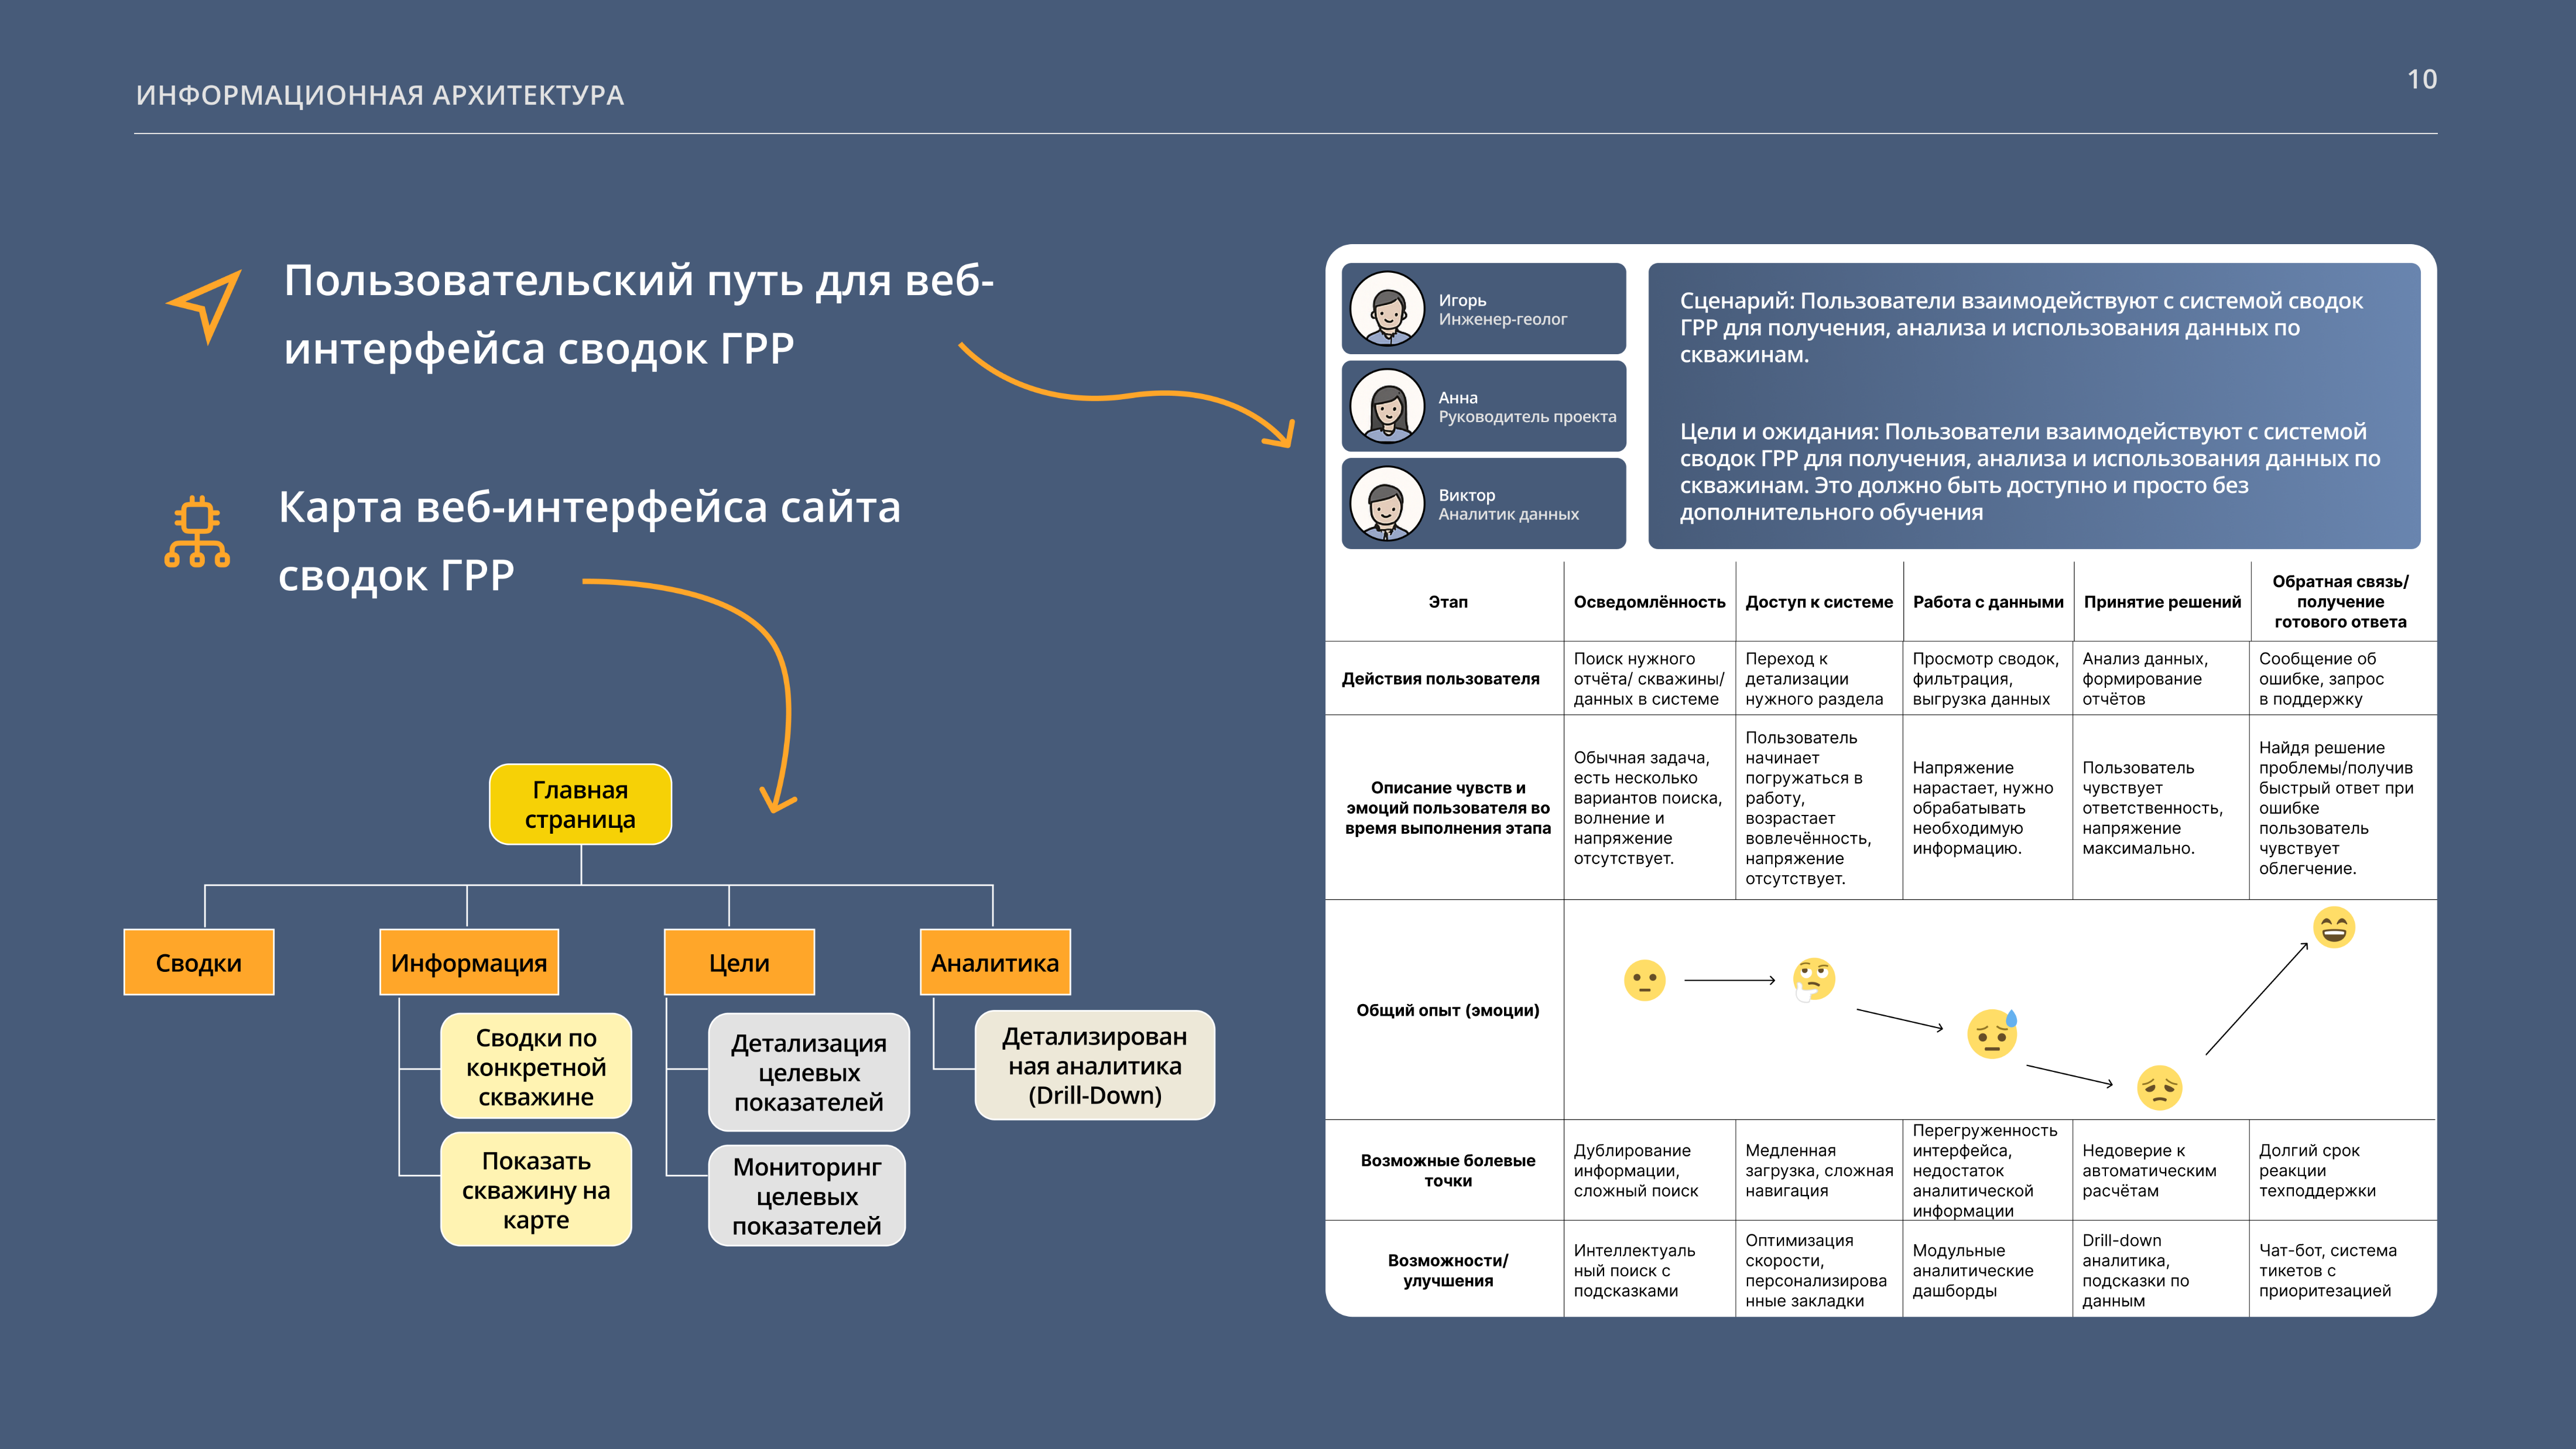 ИНФОРМАЦИОННАЯ АРХИТЕКТУРА
10
Пользовательский путь для веб-
интерфейса сводок ГРР
Карта веб-интерфейса сайта
сводок ГРР
Главная
страница
Сводки
Информация
Цели
Аналитика
Сводки по
конкретной
скважине
Показать
скважину на
карте
Детализация
целевых
показателей
Мониторинг
целевых
показателей
Детализирован
ная аналитика
(Drill-Down)
Игорь
Инженер-геолог
Анна
Руководитель проекта
Виктор
Аналитик данных
Сценарий: Пользователи взаимодействуют с системой сводок
ГРР для получения, анализа и использования данных по
скважинам.
Цели и ожидания: Пользователи взаимодействуют с системой
сводок ГРР для получения, анализа и использования данных по
скважинам. Это должно быть доступно и просто без
дополнительного обучения
Этап
Осведомлённость
Доступ к системе
Работа с данными
Принятие решений
Обратная связь/
получение
готового ответа
Действия пользователя
Поиск нужного
отчёта/ скважины/
данных в системе
Переход к
детализации
нужного раздела
Просмотр сводок,
фильтрация,
выгрузка данных
Анализ данных,
формирование
отчётов
Сообщение об
ошибке, запрос
в поддержку
Описание чувств и
эмоций пользователя во
время выполнения этапа
Обычная задача,
есть несколько
вариантов поиска,
волнение и
напряжение
отсутствует.
Пользователь
начинает
погружаться в
работу,
возрастает
вовлечённость,
напряжение
отсутствует.
Напряжение
нарастает, нужно
обрабатывать
необходимую
информацию.
Пользователь
чувствует
ответственность,
напряжение
максимально.
Найдя решение
проблемы/получив
быстрый ответ при
ошибке
пользователь
чувствует
облегчение.
Общий опыт (эмоции)
Возможные болевые
точки
Дублирование
информации,
сложный поиск
Медленная
загрузка, сложная
навигация
Перегруженность
интерфейса,
недостаток
аналитической
информации
Недоверие к
автоматическим
расчётам
Долгий срок
реакции
техподдержки
Возможности/
улучшения
Интеллектуаль
ный поиск с
подсказками
Оптимизация
скорости,
персонализирова
нные закладки
Модульные
аналитические
дашборды
Drill-down
аналитика,
подсказки по
данным
Чат-бот, система
тикетов с
приоритезацией